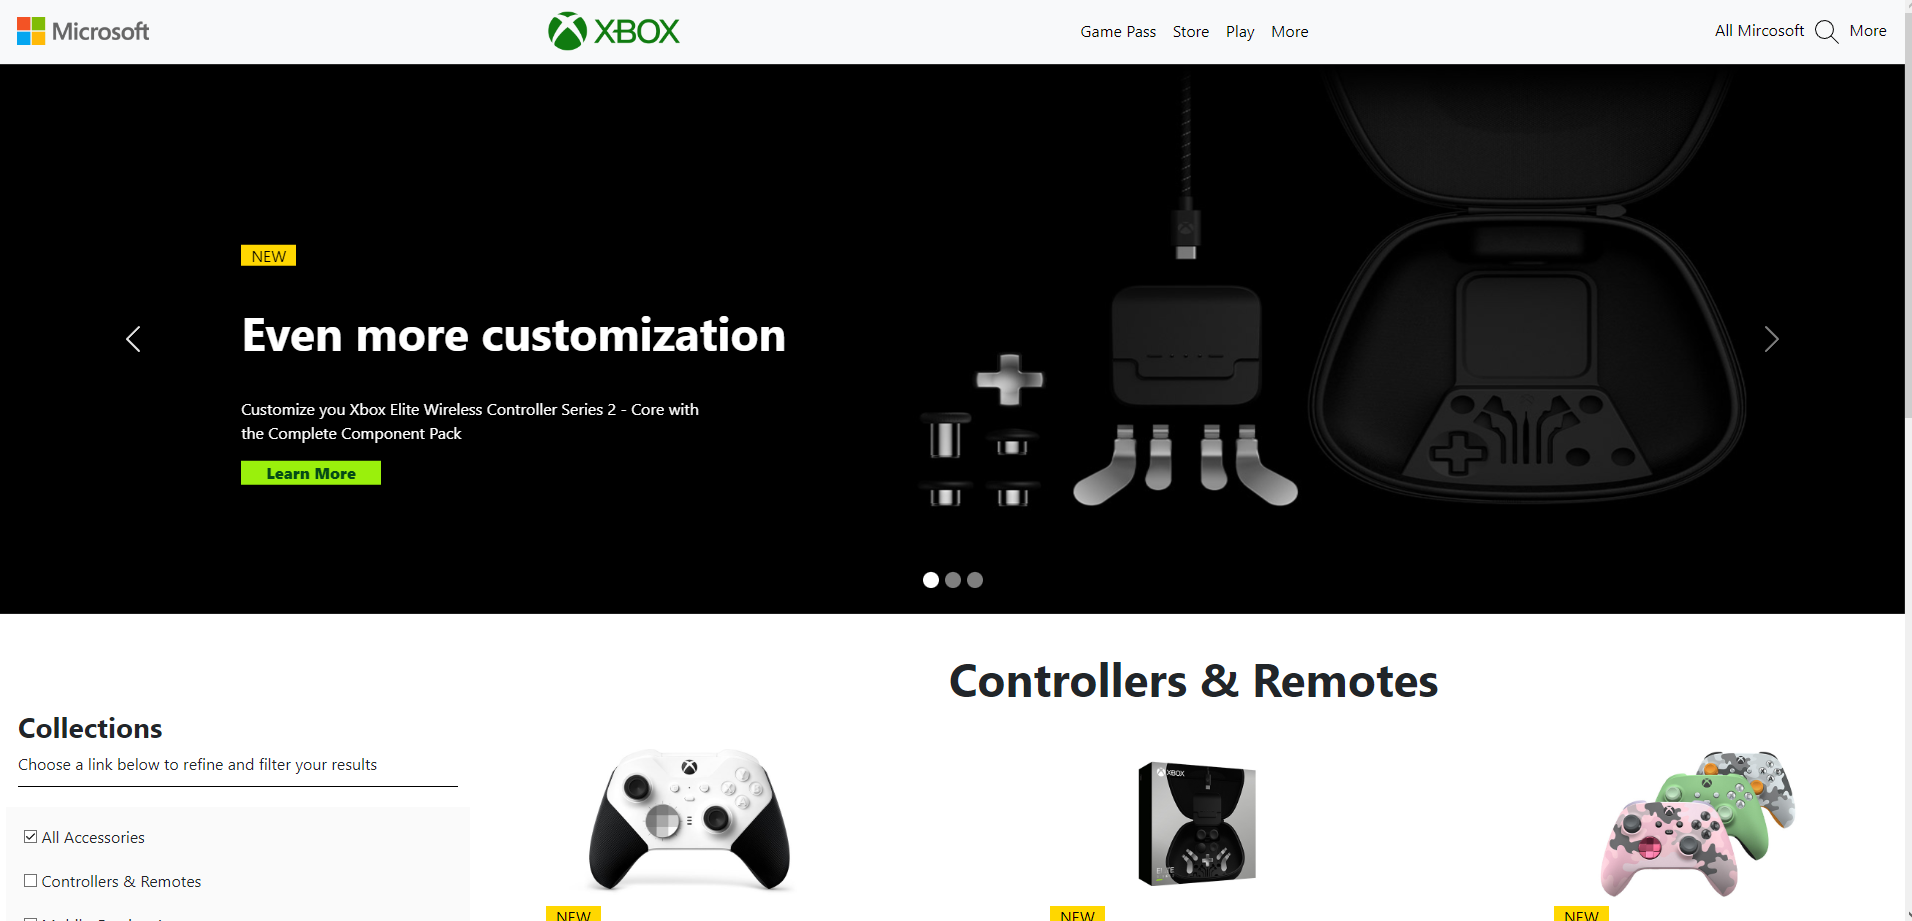 Microsoft
XBOX
Game Pass Store Play More
All Mircosoft More
NEW
Even more customization
Customize you Xbox Elite Wireless Controller Series 2 - Core with
the Complete Component Pack
Learn More
Controllers & Remotes
Collections
Choose a link below to refine and filter your results
All Accessories
Controllers & Remotes
XBOX
ELITE
NEW
NEW
NEW